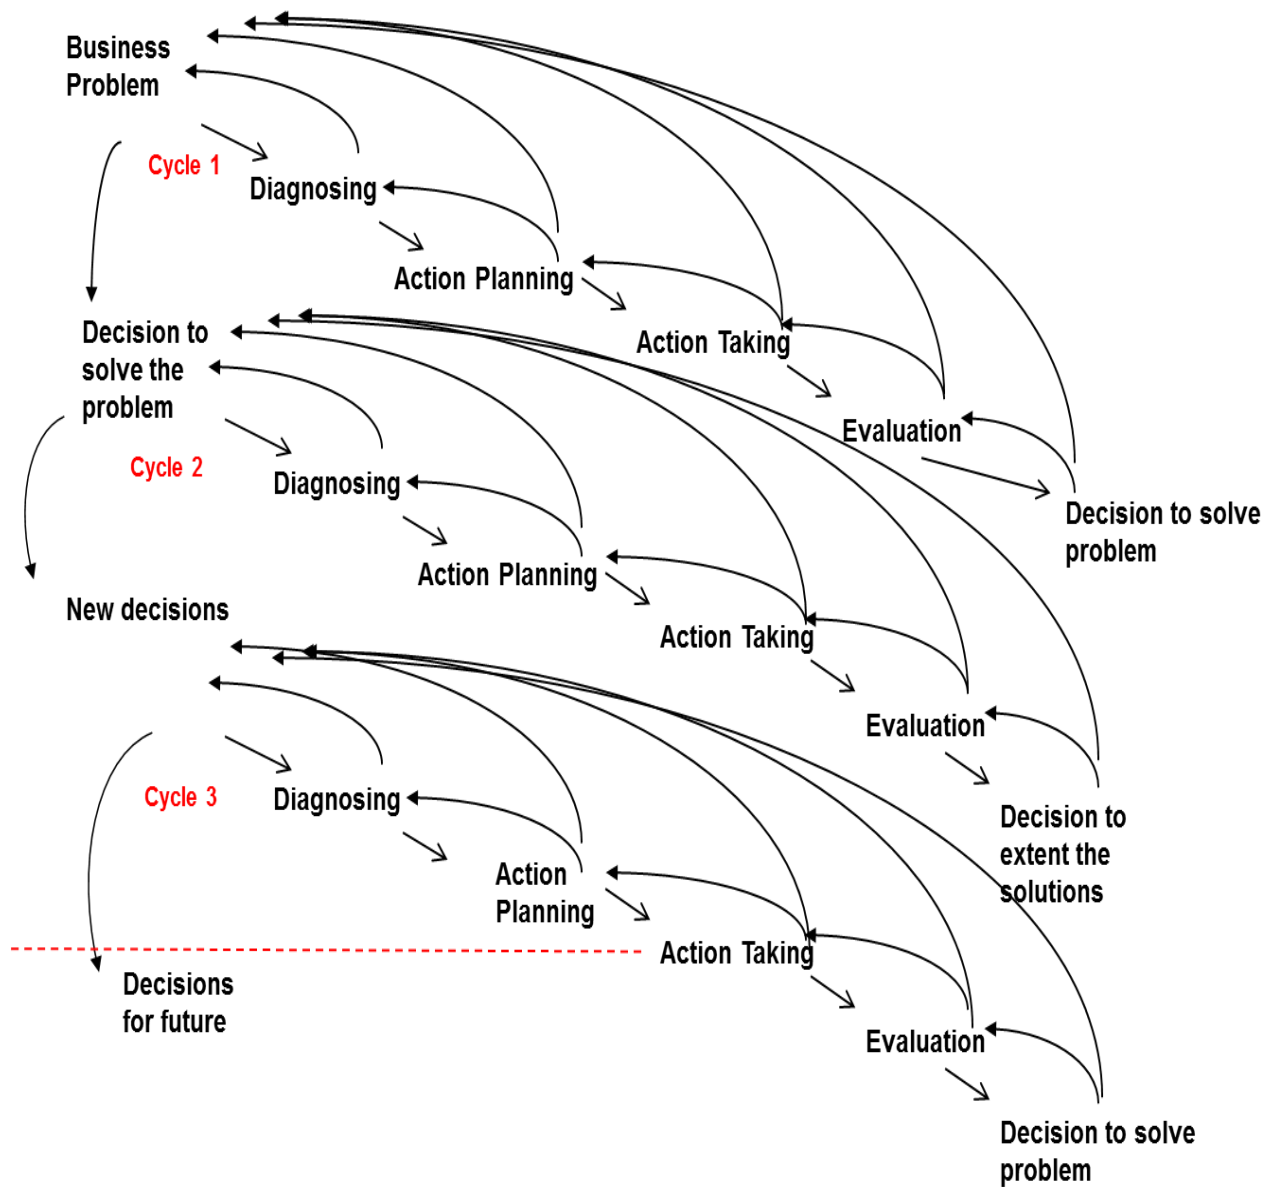 Business
Problem
Cycle 1
Diagnosing
Action Planning
Action Taking
Evaluation
Decision to solve
problem
Decision to
solve the
problem
Cycle 2
Diagnosing
Action Planning
Action Taking
Evaluation
Decision to
extent the
solutions
New decisions
Cycle 3
Diagnosing
Action
Planning
Action Taking
Evaluation
Decision to solve
problem
Decisions
for future